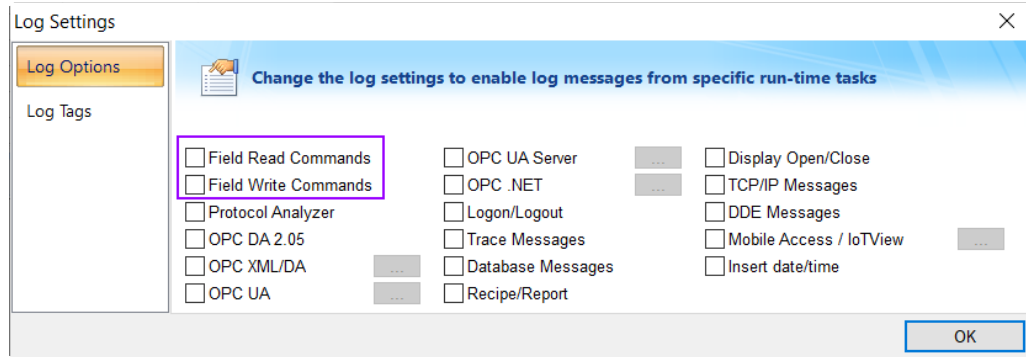 Log Settings
Log Options
Log Tags
Change the log settings to enable log messages from specific run-time tasks
Field Read Commands
Field Write Commands
Protocol Analyzer
OPC DA 2.05
OPC XML/DA
...
OPC UA
...
OPC UA Server
...
OPC .NET
...
Logon/Logout
Trace Messages
Database Messages
Recipe/Report
Display Open/Close
TCP/IP Messages
DDE Messages
Mobile Access / IoTView
...
Insert date/time
OK